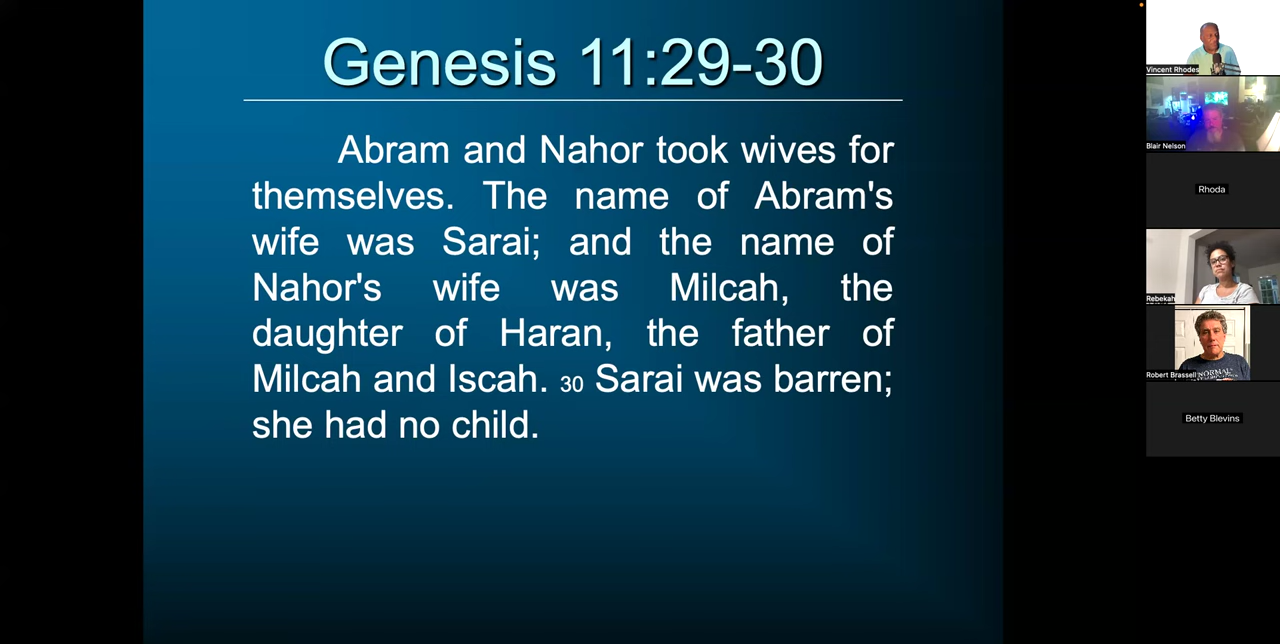 Genesis 11:29-30
Abram and Nahor took wives for
themselves. The name of Abram's
wife was Sarai; and the name of
Nahor's wife was Milcah, the
daughter of Haran, the father of
Milcah and Iscah. 30 Sarai was barren;
she had no child.
Vincent Rhodes
Blair Nelson
Rhoda
Rebekah
NORMAL
Robert Brassell
Betty Blevins